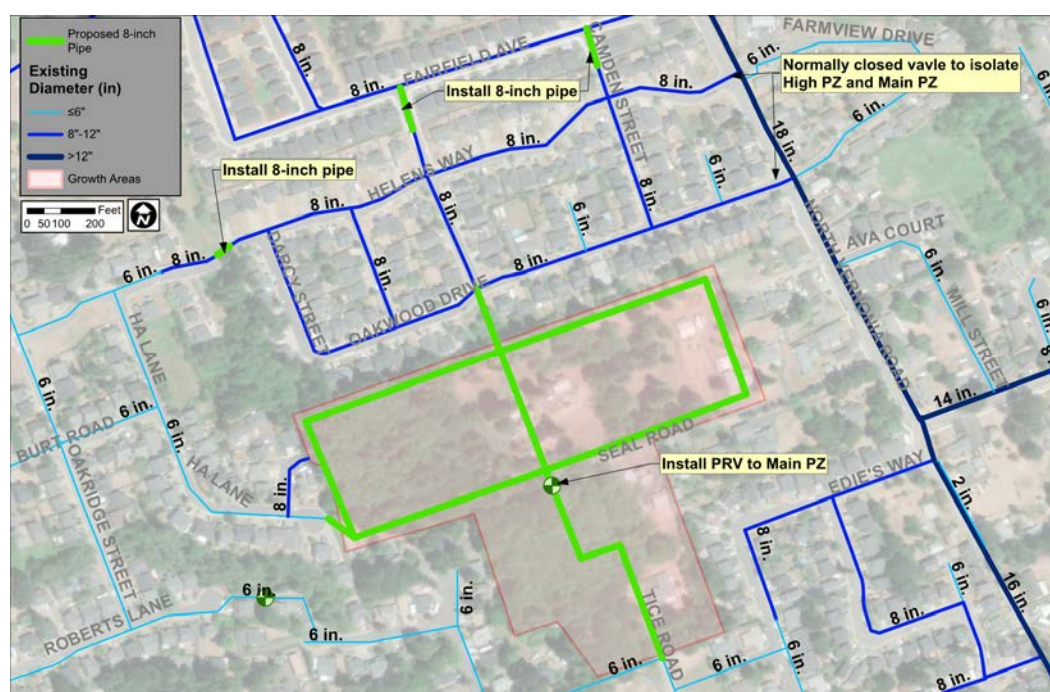 Proposed 8-inch
Pipe
Existing
Diameter (in)
≤6"
8"-12"
>12"
Growth Areas
Feet
0 50 100 200
N
8 in.
8 in.
FAIRFIELD AVE
CAMDEN STREET
6 in.
FARMVIEW DRIVE
Normally closed vavle to isolate
High PZ and Main PZ
Install 8-inch pipe
8 in.
8 in.
18 in.
6 in.
Install 8-inch pipe
HELENS WAY
8 in.
6 in.
8 in.
8 in.
8 in.
6 in.
6 in.
NORTH VERNONIA ROAD
AVA COURT
6 in.
8 in.
DARCY STREET
OAKWOOD DRIVE
8 in.
MILL STREET
6 in.
8 in.
HA LANE
6 in.
6 in.
6 in.
14 in.
BURT ROAD
OAKRIDGE STREET
HA LANE
8 in.
SEAL ROAD
Install PRV to Main PZ
EDIE'S WAY
2 in.
8 in.
16 in.
6 in.
ROBERTS LANE
6 in.
6 in.
6 in.
TICE ROAD
6 in.
6 in.
6 in.
8 in.
6 in.
8 in.